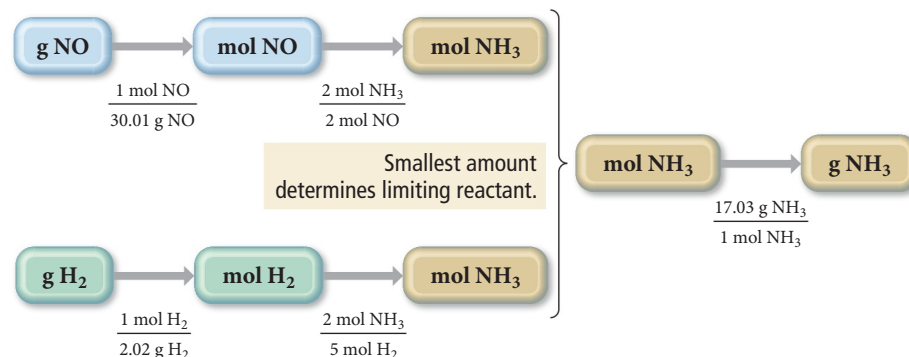 g NO
mol NO
mol NH₃
1 mol NO
30.01 g NO
2 mol NH₃
2 mol NO
Smallest amount
determines limiting reactant.
mol NH₃
g NH₃
17.03 g NH₃
1 mol NH₃
g H₂
mol H₂
mol NH₃
1 mol H₂
2.02 g H₂
2 mol NH₃
5 mol H₂